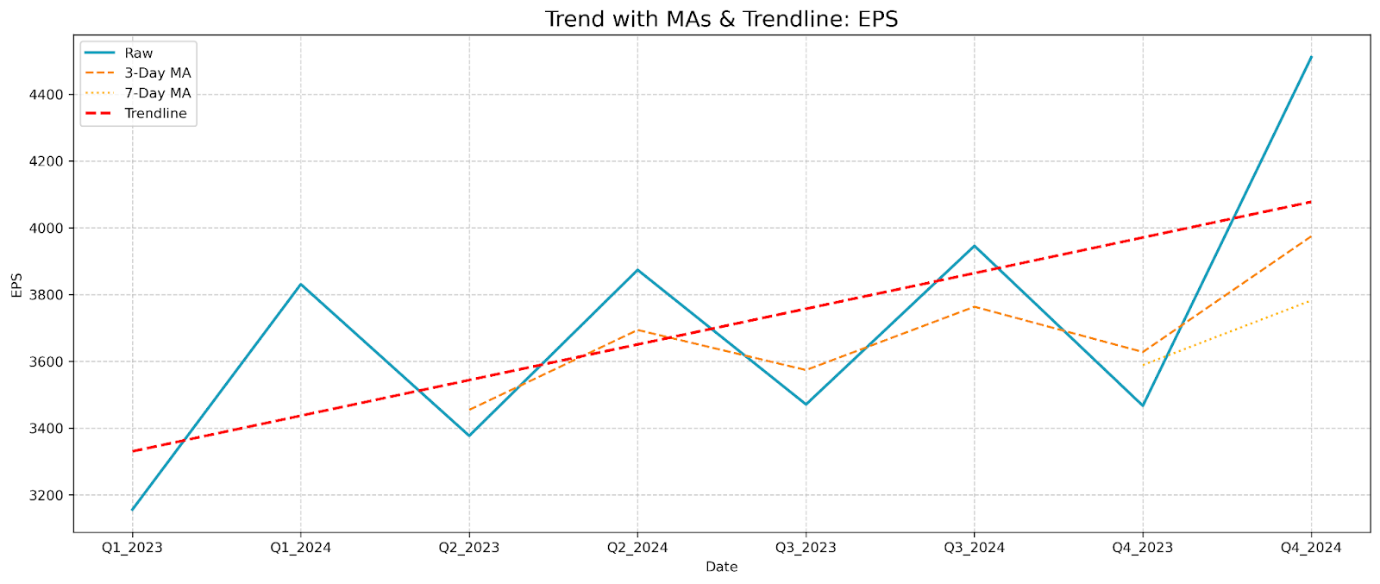 Trend with MAs & Trendline: EPS
Raw
3-Day MA
7-Day MA
Trendline
EPS
4400
4200
4000
3800
3600
3400
3200
Q1_2023 Q1_2024 Q2_2023 Q2_2024 Q3_2023 Q3_2024 Q4_2023 Q4_2024
Date